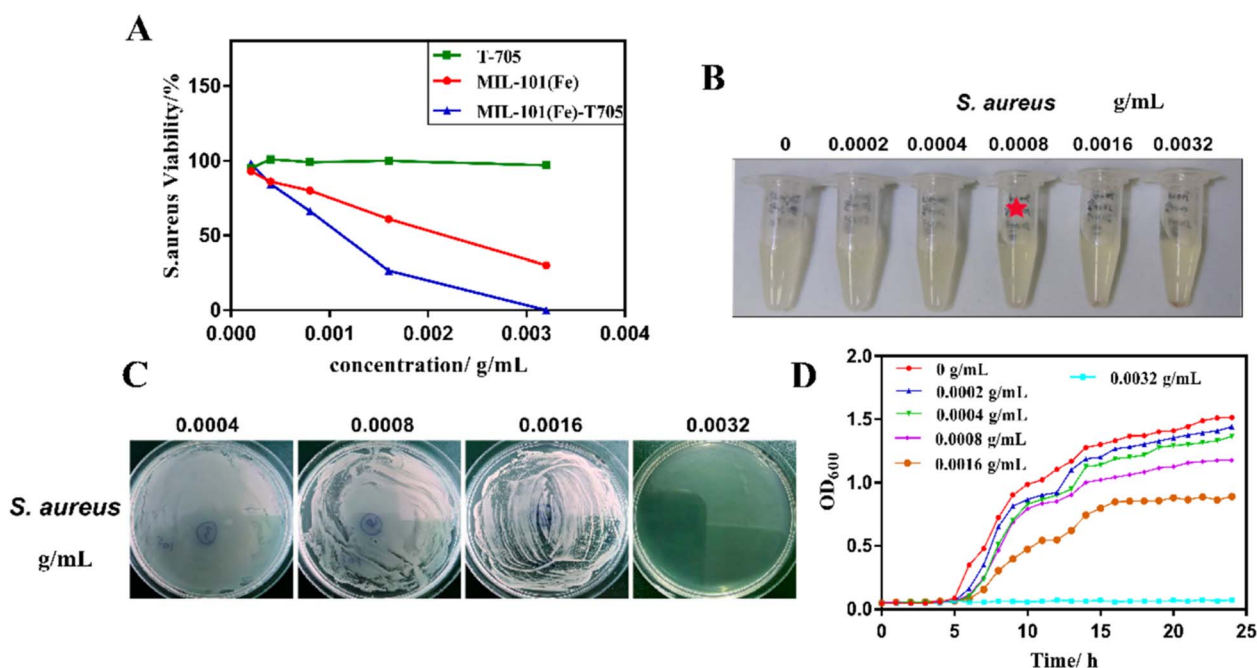 A
S.aureus Viability/%
150
100
50
0
0.000 0.001 0.002 0.003 0.004
concentration/ g/mL
T-705
MIL-101(Fe)
MIL-101(Fe)-T705
B
S. aureus g/mL
0 0.0002 0.0004 0.0008 0.0016 0.0032
C
0.0004 0.0008 0.0016 0.0032
S. aureus
g/mL
D
OD600
2.0
1.5
1.0
0.5
0.0
0 5 10 15 20 25
Time/ h
0 g/mL
0.0002 g/mL
0.0004 g/mL
0.0008 g/mL
0.0016 g/mL
0.0032 g/mL